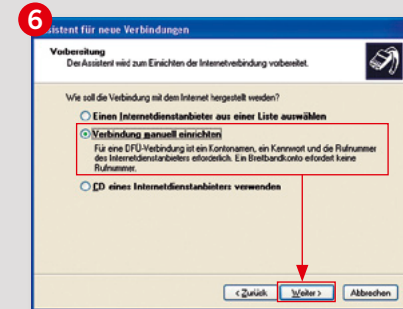 6
sistent für neue Verbindungen
Vorbereitung
Der Assistent wird zum Einrichten der Internetverbindung vorbereitet.
Wie soll die Verbindung mit dem Internet hergestellt werden?
Einen Internetdienstanbieter aus einer Liste auswählen
Verbindung manuell einrichten
Für eine DFÜ-Verbindung ist ein Kontonamen, ein Kennwort und die Rufnummer
des Internetdienstanbieters erforderlich. Ein Breitbandkonto erfordert keine
Rufnummer.
CD eines Internetdienstanbieters verwenden
< Zurück Weiter > Abbrechen